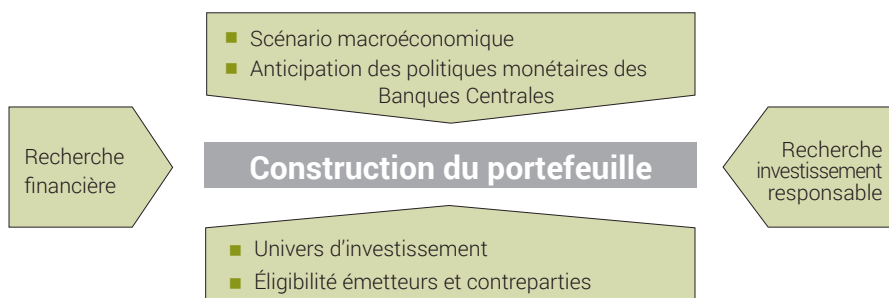 Scénario macroéconomique
Anticipation des politiques monétaires des
Banques Centrales
Recherche
financière
Construction du portefeuille
Recherche
investissement
responsable
Univers d’investissement
Éligibilité émetteurs et contreparties